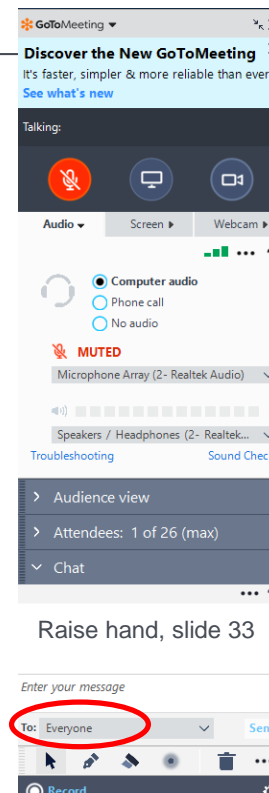 GoToMeeting
Discover the New GoToMeeting
It's faster, simpler & more reliable than ever
See what's new
Talking:
Audio Screen Webcam
Computer audio
Phone call
No audio
MUTED
Microphone Array (2- Realtek Audio)
Speakers / Headphones (2- Realtek...
Troubleshooting Sound Chec
Audience view
Attendees: 1 of 26 (max)
Chat
Raise hand, slide 33
Enter your message
To: Everyone Sen
Record